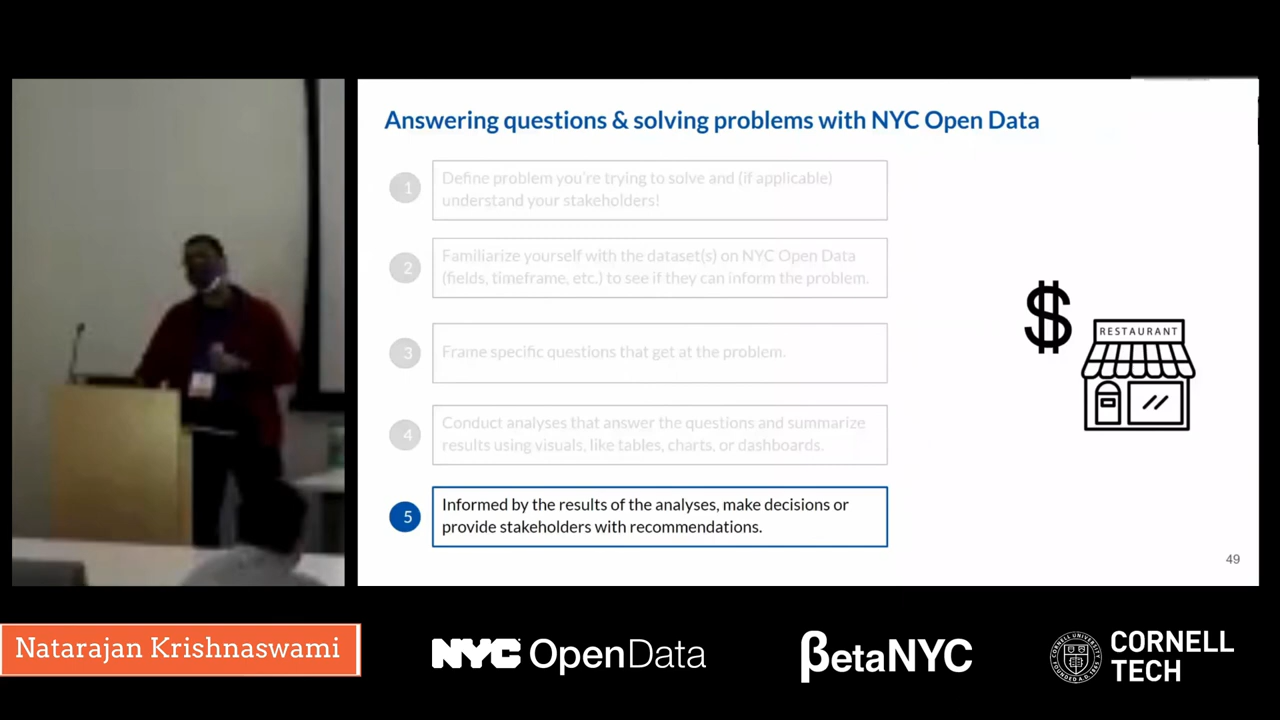 Answering questions & solving problems with NYC Open Data
1
Define problem you're trying to solve and (if applicable)
understand your stakeholders!
2
Familiarize yourself with the dataset(s) on NYC Open Data
(fields, timeframe, etc.) to see if they can inform the problem.
3
Frame specific questions that get at the problem.
4
Conduct analyses that answer the questions and summarize
results using visuals, like tables, charts, or dashboards.
5
Informed by the results of the analyses, make decisions or
provide stakeholders with recommendations.
$
RESTAURANT
49
Natarajan Krishnaswami
NYC OpenData
βetaNYC
CORNELL
TECH